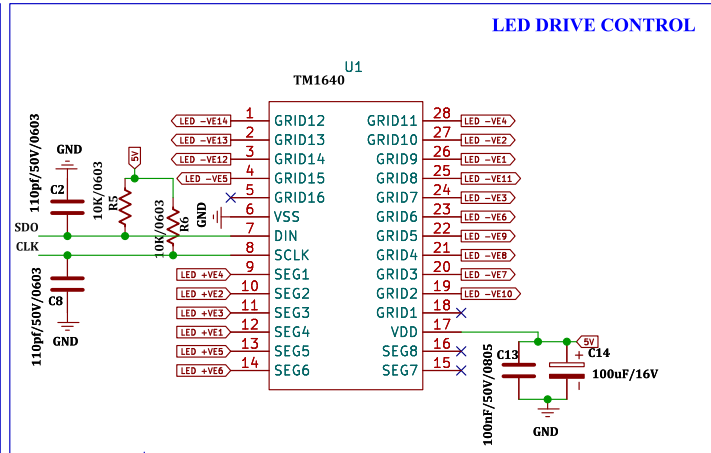 LED DRIVE CONTROL
U1
TM1640
LED -VE14 1 GRID12 GRID11 28 LED -VE4
LED -VE13 2 GRID13 GRID10 27 LED -VE2
LED -VE12 3 GRID14 GRID9 26 LED -VE1
LED -VE5 4 GRID15 GRID8 25 LED -VE11
5 GRID16 GRID7 24 LED -VE3
6 VSS GRID6 23 LED -VE6
7 DIN GRID5 22 LED -VE9
8 SCLK GRID4 21 LED -VE8
LED +VE4 9 SEG1 GRID3 20 LED -VE7
LED +VE2 10 SEG2 GRID2 19 LED -VE10
LED +VE3 11 SEG3 GRID1 18
LED +VE1 12 SEG4 VDD 17
LED +VE5 13 SEG5 SEG8 16
LED +VE6 14 SEG6 SEG7 15
GND
110pf/50V/0603
C2
5V
10K/0603
R5
10K/0603
R6
GND
SDO
CLK
110pf/50V/0603
C8
GND
5V
C13
100nF/50V/0805
C14
+
100uF/16V
GND